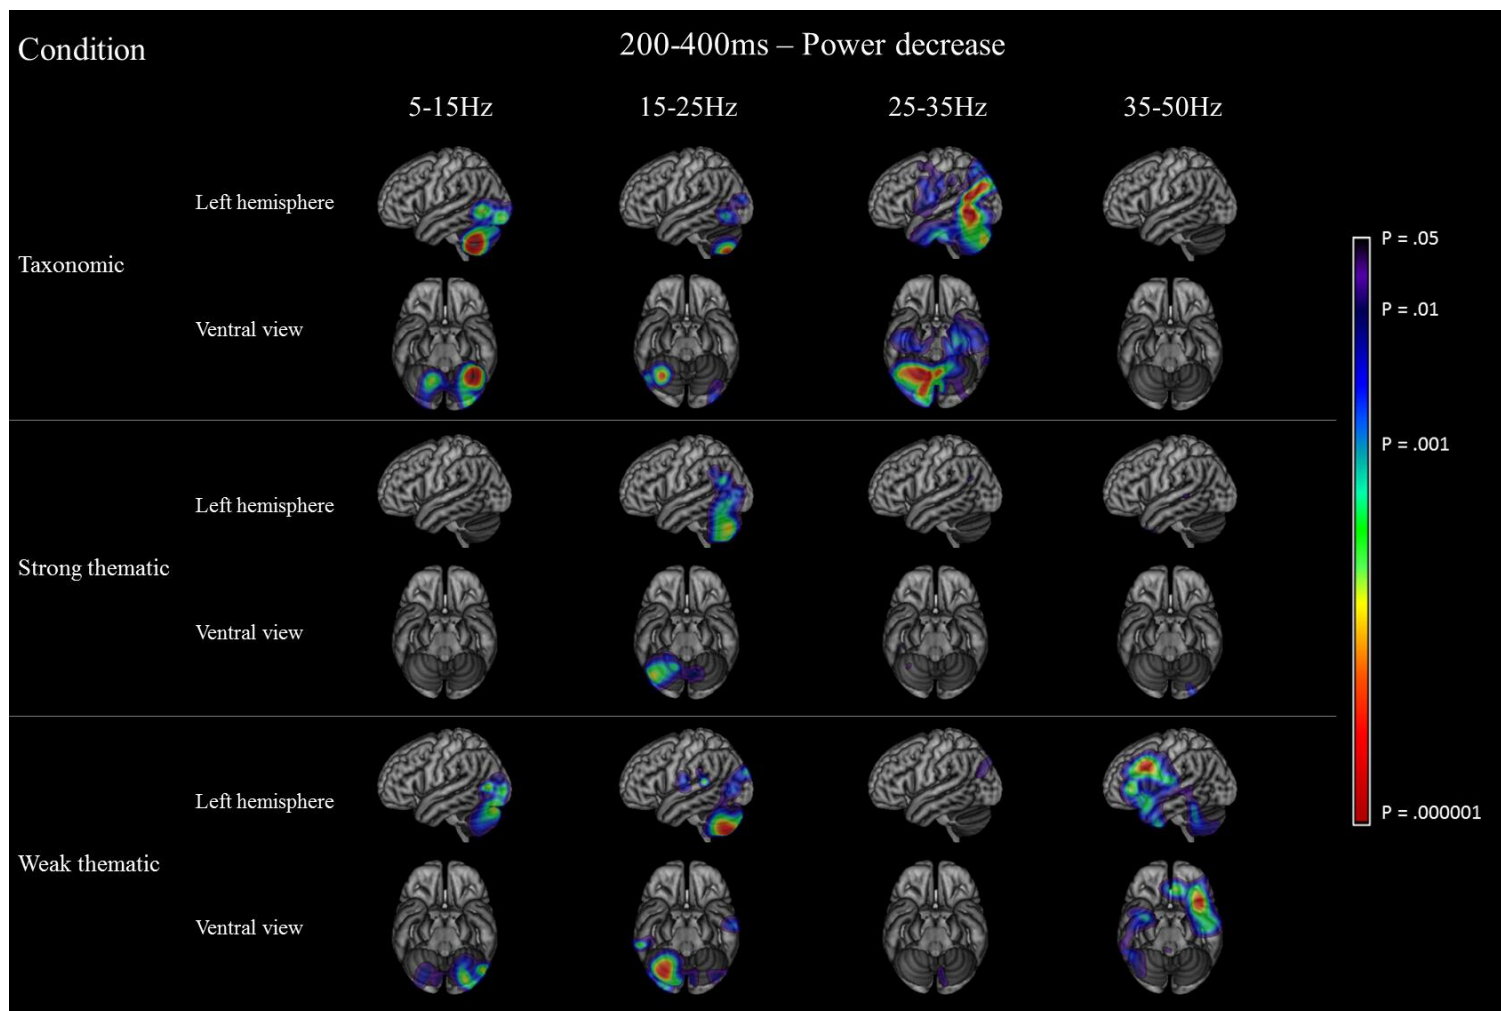 Condition
200-400ms – Power decrease
5-15Hz
15-25Hz
25-35Hz
35-50Hz
Left hemisphere
Taxonomic
Ventral view
Left hemisphere
Strong thematic
Ventral view
Left hemisphere
Weak thematic
Ventral view
P = .05
P = .01
P = .001
P = .000001